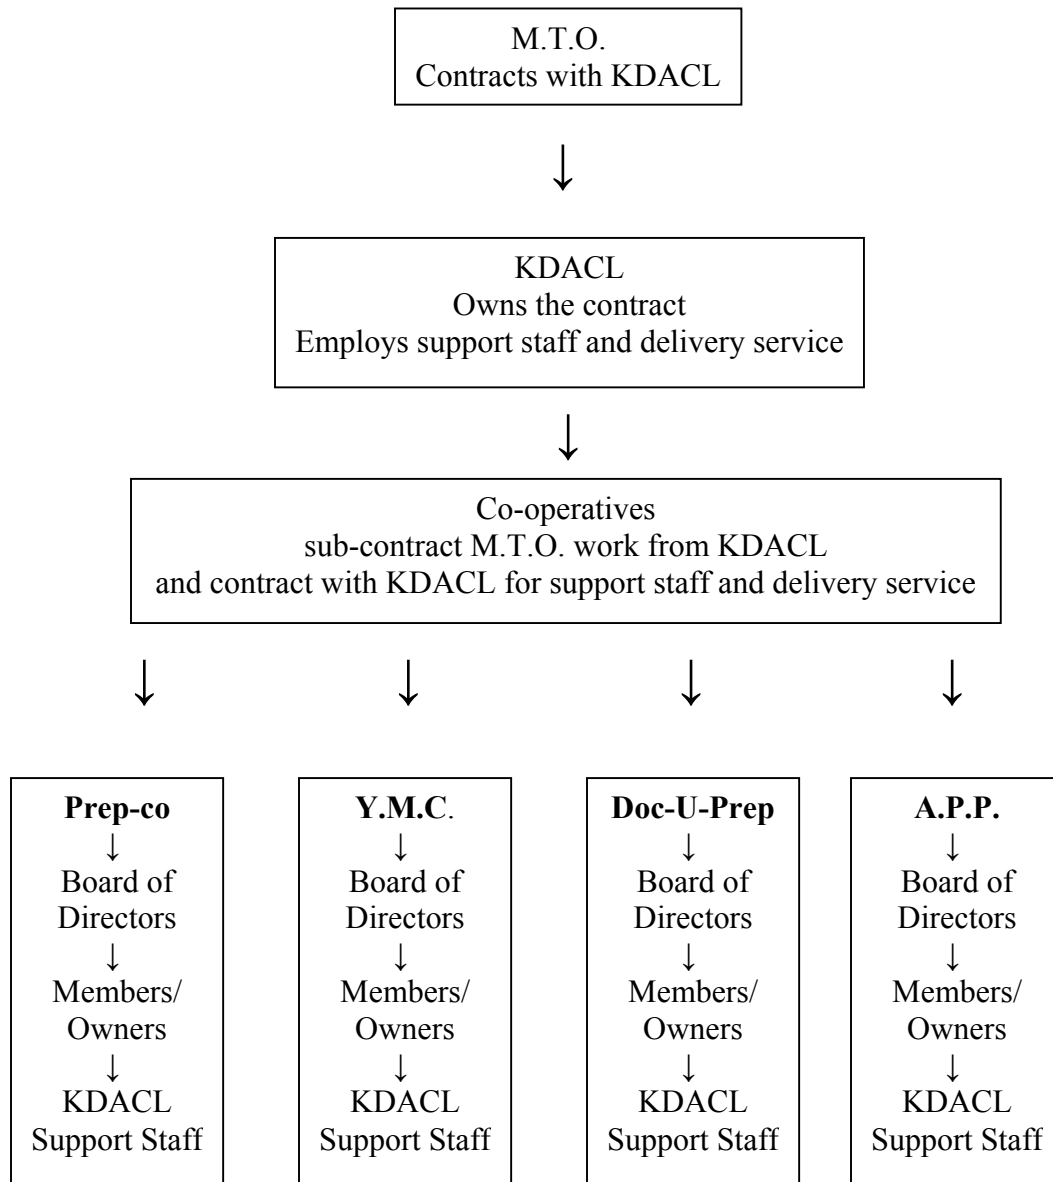 M.T.O.
Contracts with KDACL
↓
KDACL
Owns the contract
Employs support staff and delivery service
↓
Co-operatives
sub-contract M.T.O. work from KDACL
and contract with KDACL for support staff and delivery service
↓ ↓ ↓ ↓
Prep-co
↓
Board of
Directors
↓
Members/
Owners
↓
KDACL
Support Staff
Y.M.C.
↓
Board of
Directors
↓
Members/
Owners
↓
KDACL
Support Staff
Doc-U-Prep
↓
Board of
Directors
↓
Members/
Owners
↓
KDACL
Support Staff
A.P.P.
↓
Board of
Directors
↓
Members/
Owners
↓
KDACL
Support Staff